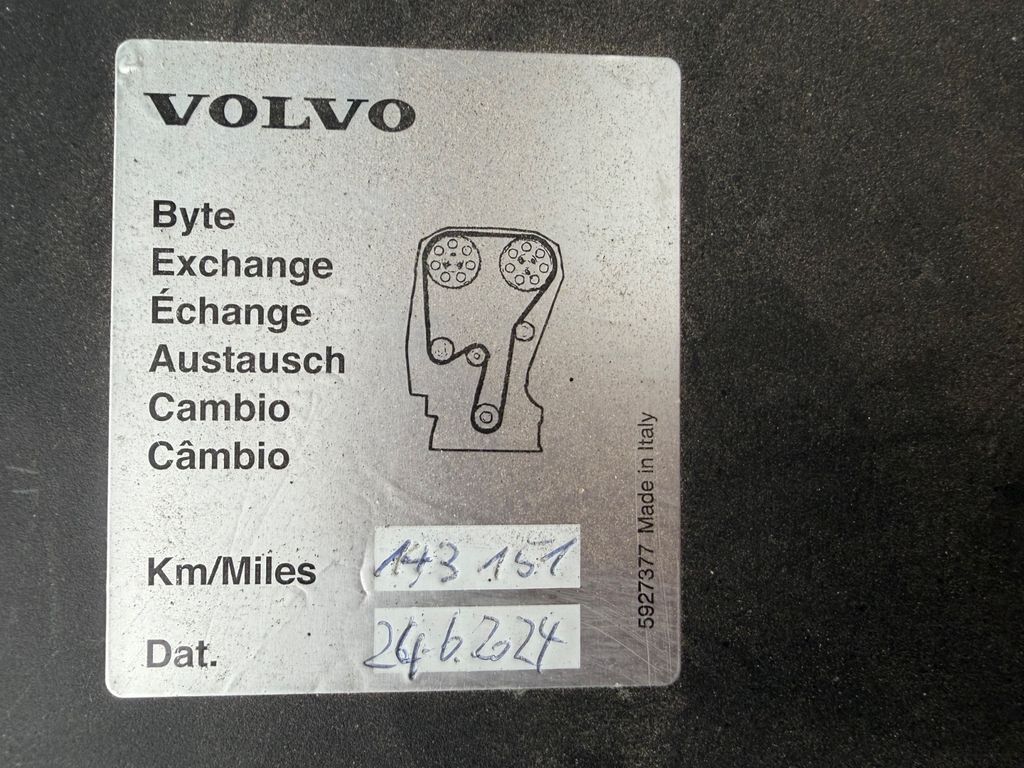 VOLVO
Byte
Exchange
Échange
Austausch
Cambio
Câmbio
Km/Miles 143 151
Dat. 24.6.2024
5927377 Made in Italy